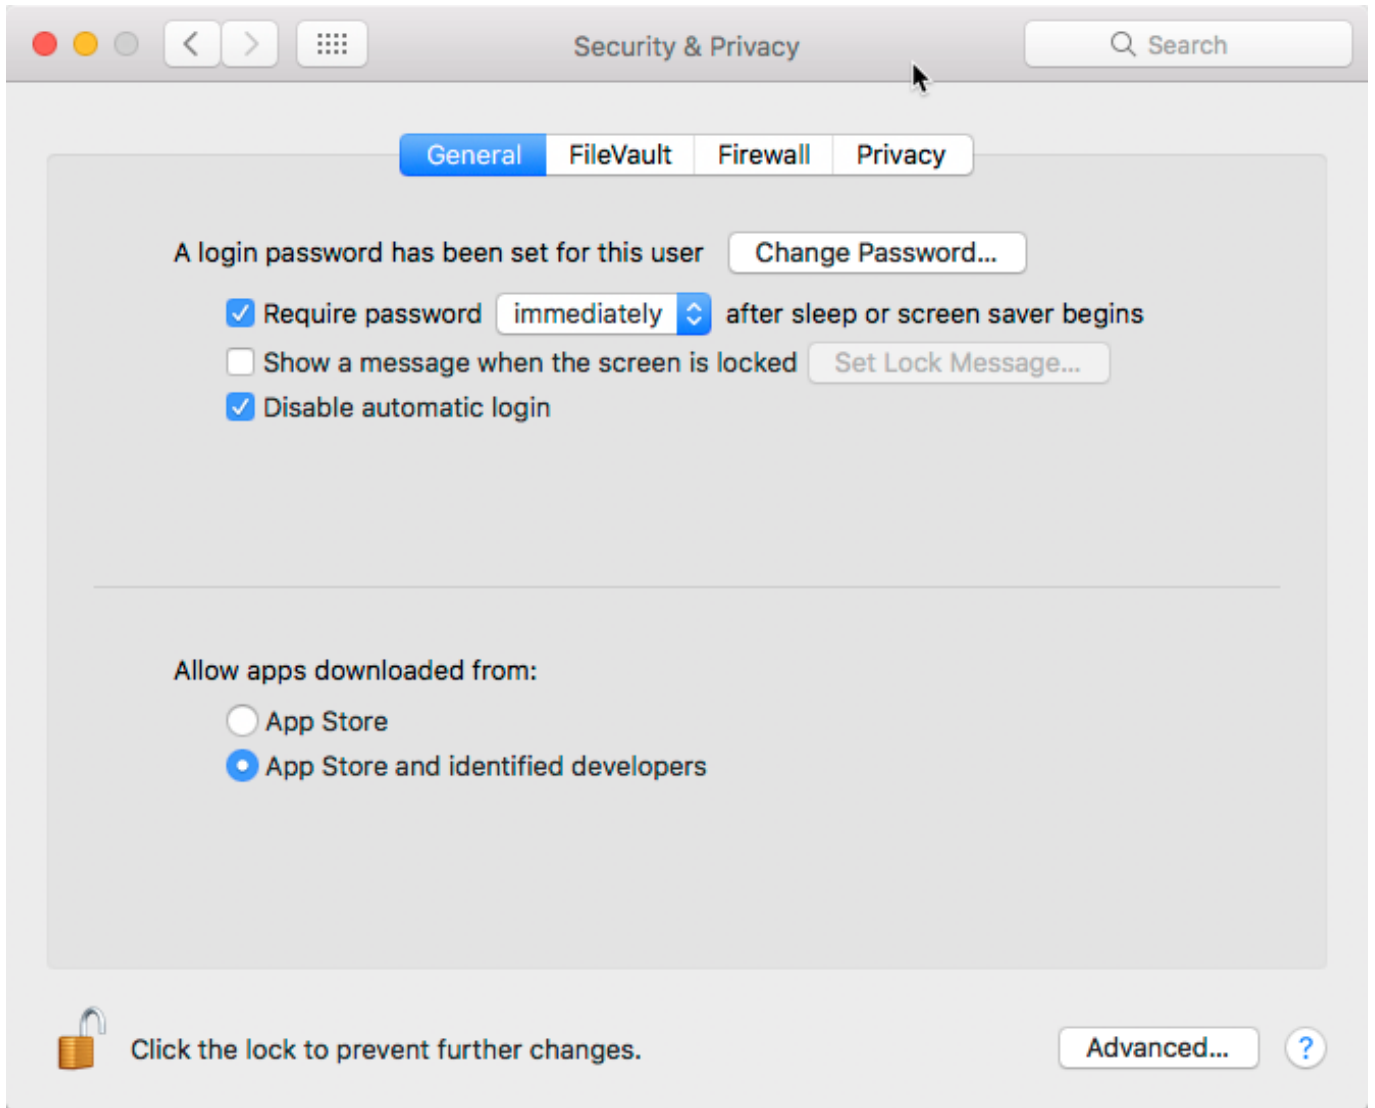 Security & Privacy
Search
General FileVault Firewall Privacy
A login password has been set for this user Change Password...
Require password immediately after sleep or screen saver begins
Show a message when the screen is locked Set Lock Message...
Disable automatic login
Allow apps downloaded from:
App Store
App Store and identified developers
Click the lock to prevent further changes.
Advanced... ?